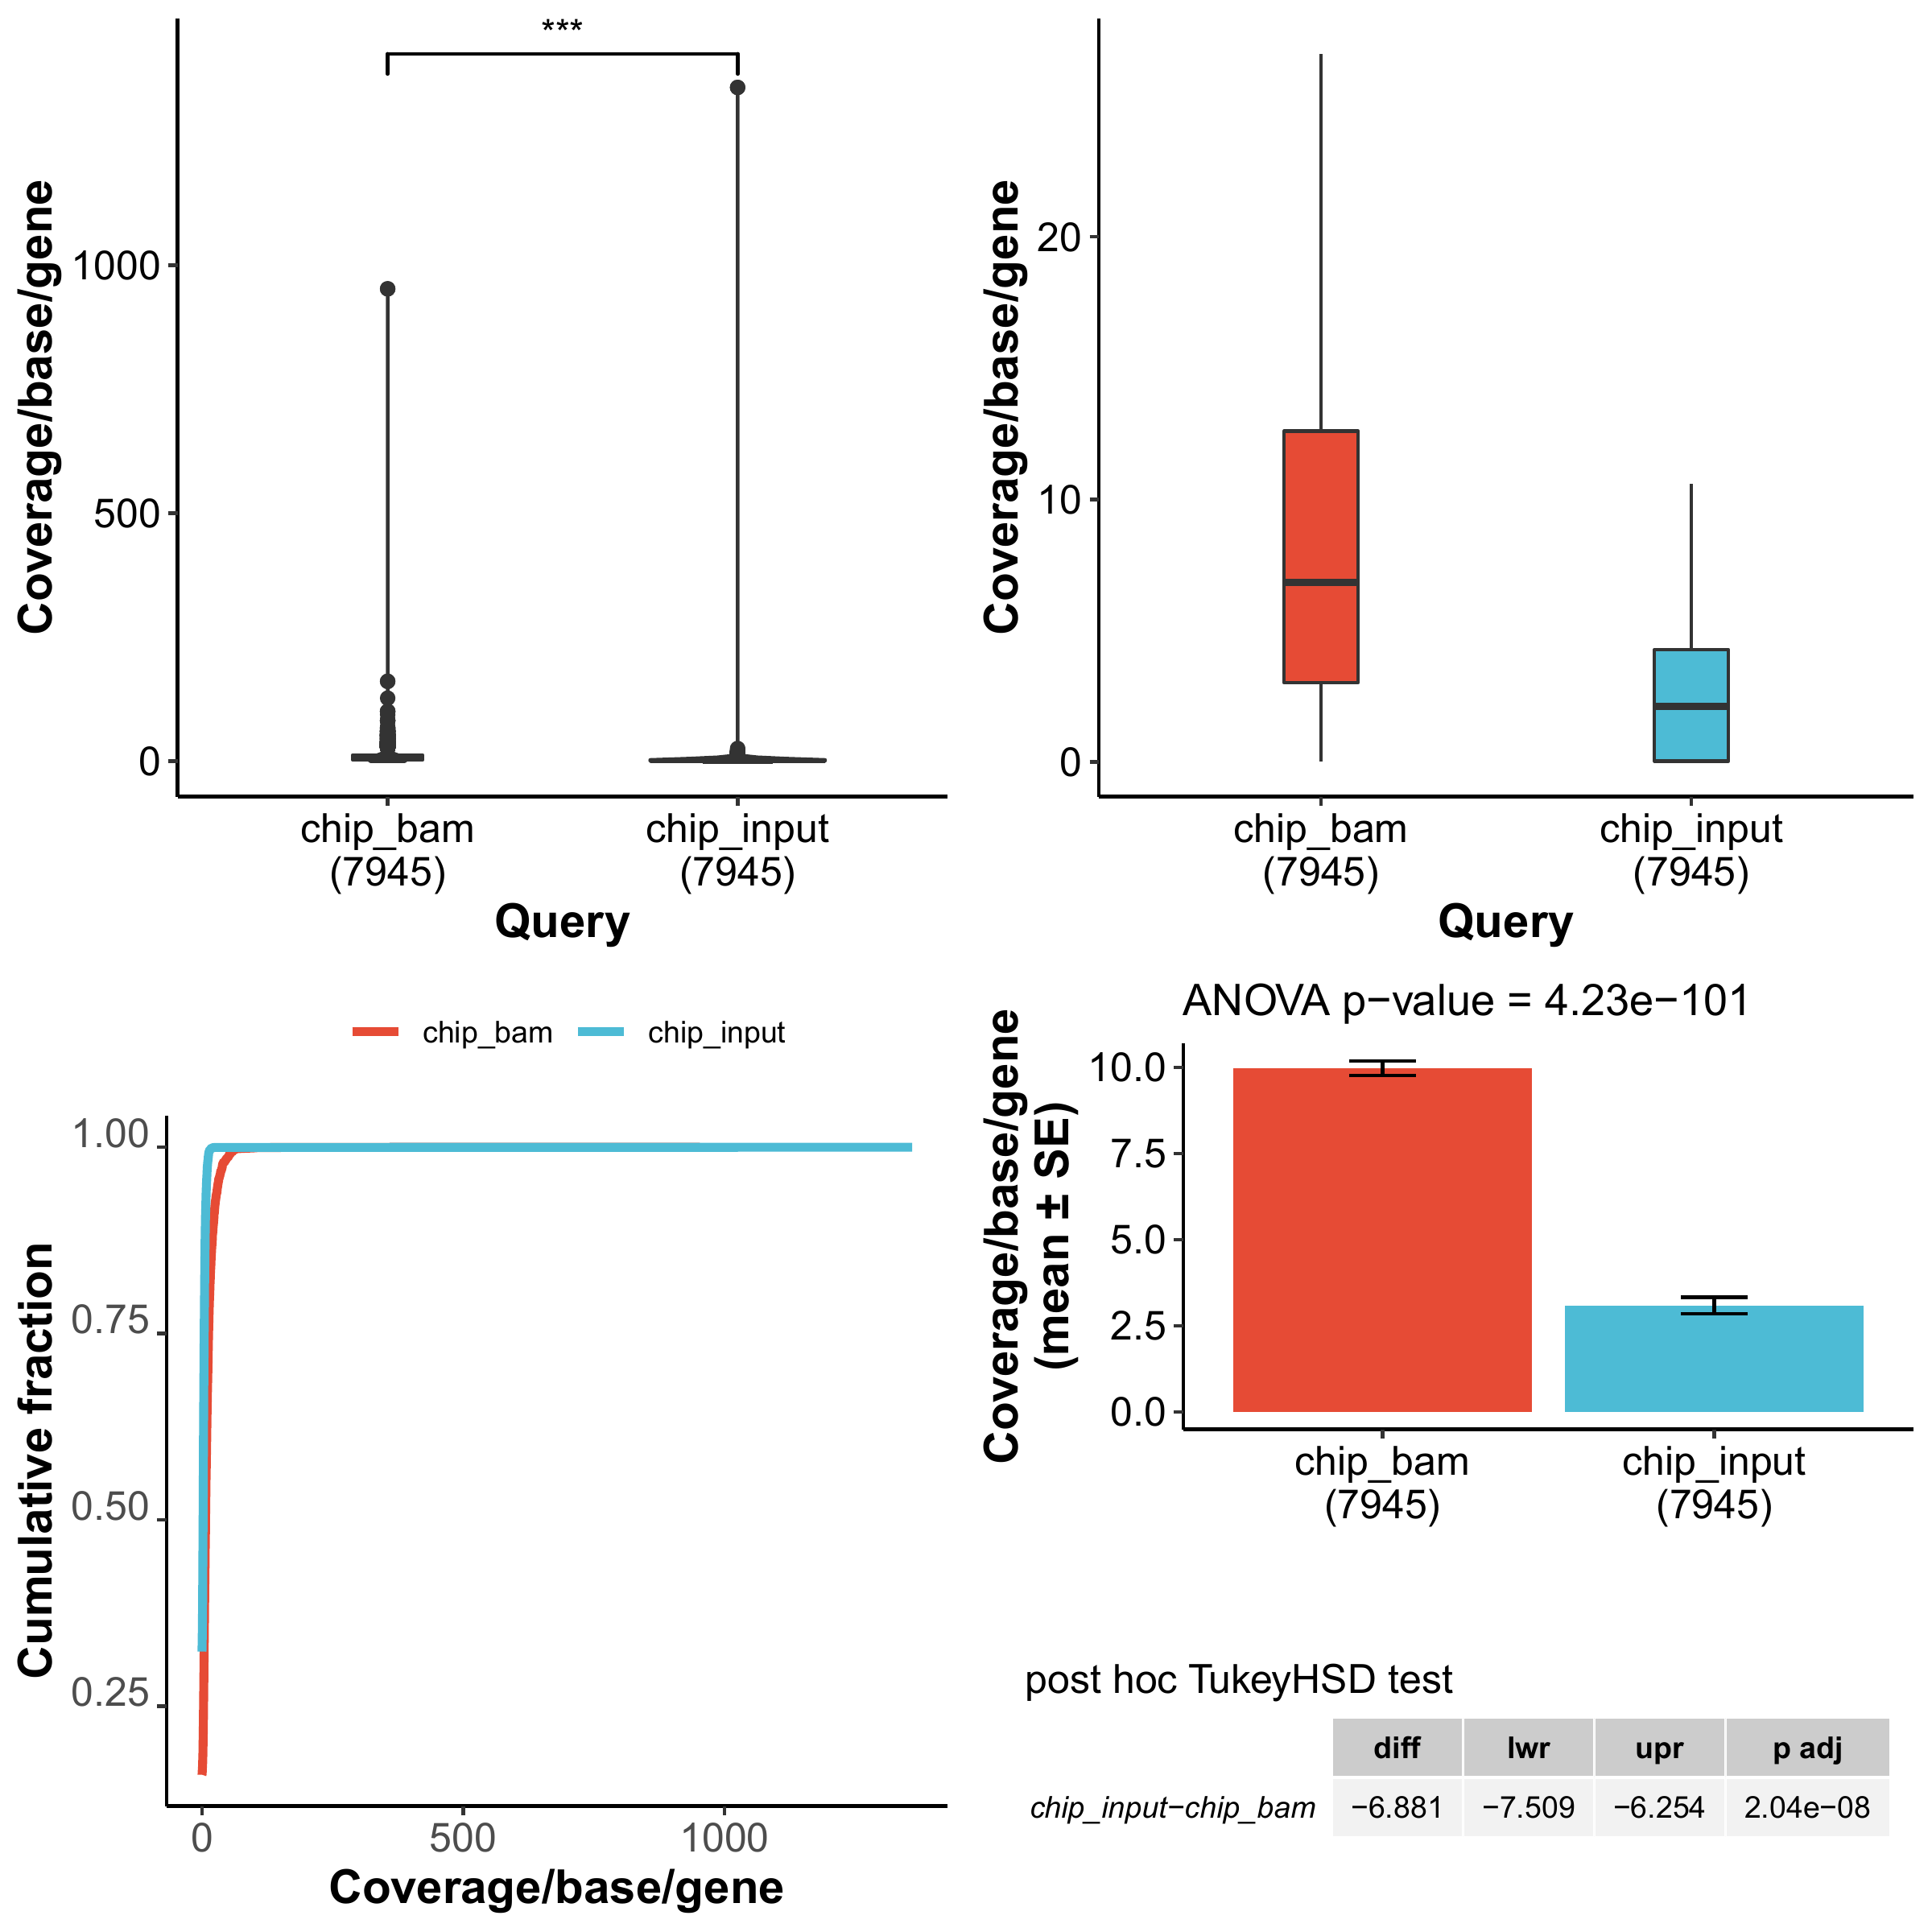 ***
Coverage/base/gene
1000
500
0
chip_bam
(7945)
chip_input
(7945)
Query
Coverage/base/gene
20
10
0
chip_bam
(7945)
chip_input
(7945)
Query
chip_bam
chip_input
Cumulative fraction
1.00
0.75
0.50
0.25
0
500
1000
Coverage/base/gene
ANOVA p−value = 4.23e−101
Coverage/base/gene
(mean ± SE)
10.0
7.5
5.0
2.5
0.0
chip_bam
(7945)
chip_input
(7945)
post hoc TukeyHSD test
diff lwr upr p adj
chip_input−chip_bam −6.881 −7.509 −6.254 2.04e−08